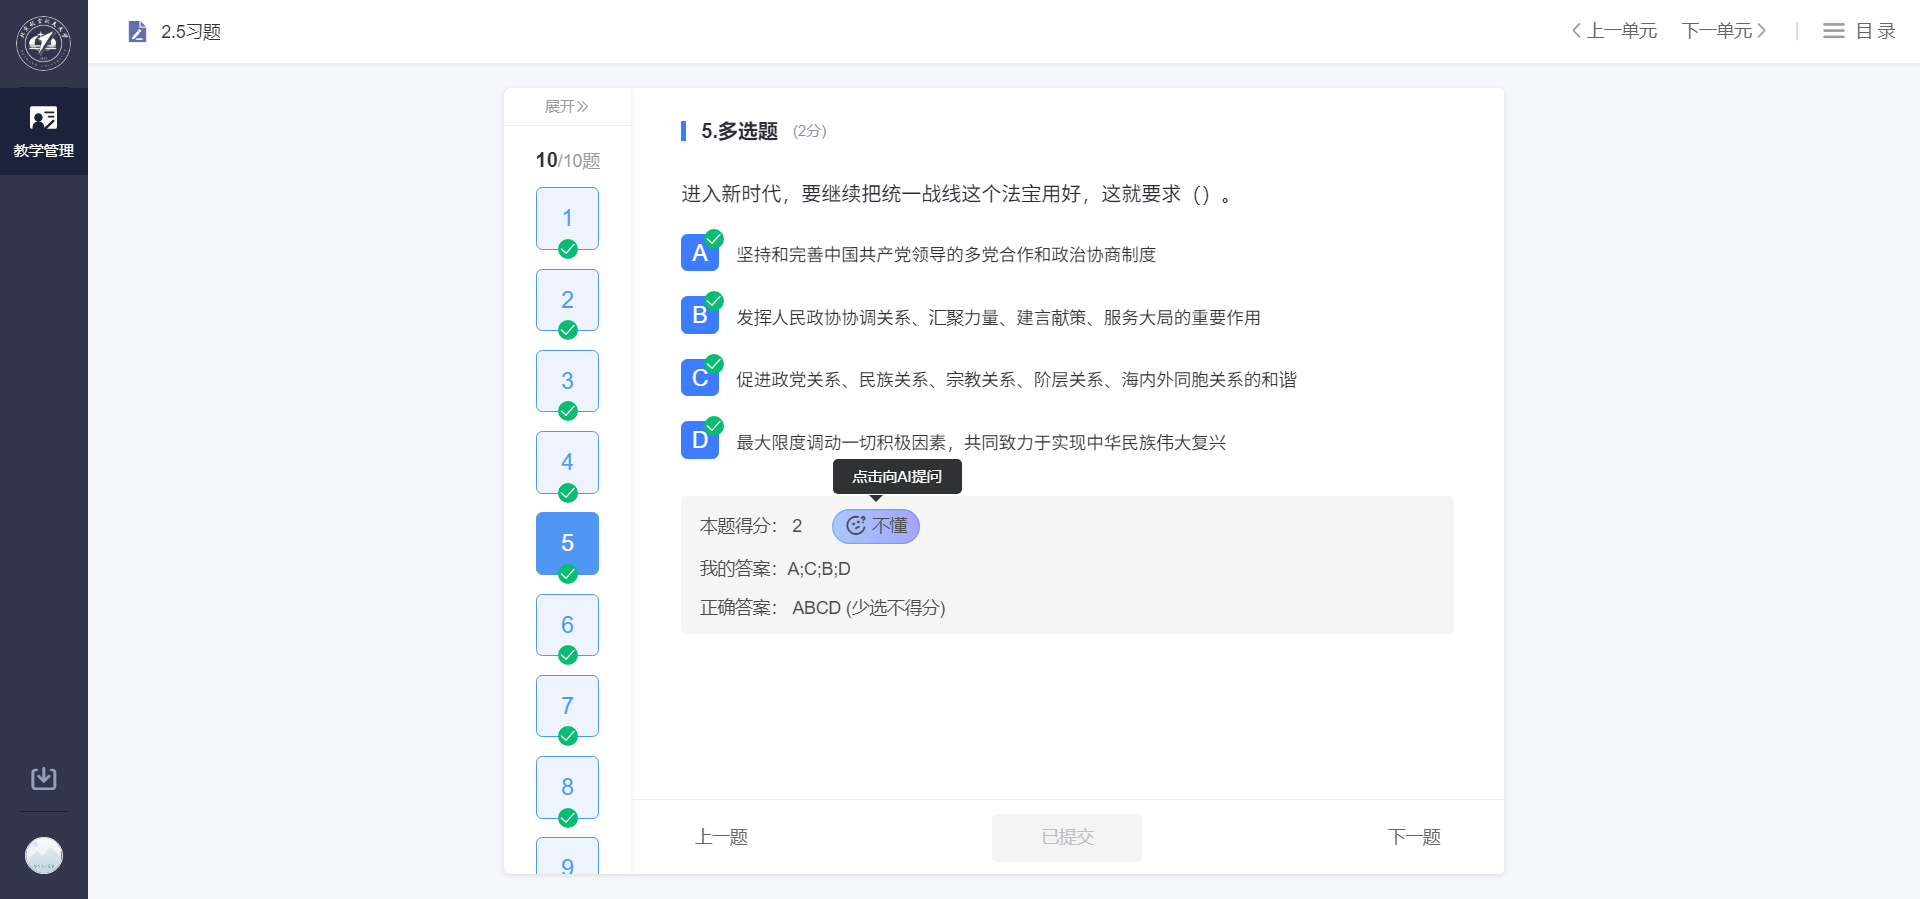 2.5习题
上一单元
下一单元
目录
教学管理
展开
10/10题
1
2
3
4
5
6
7
8
9
5.多选题 (2分)
进入新时代，要继续把统一战线这个法宝用好，这就要求（）。
A 坚持和完善中国共产党领导的多党合作和政治协商制度
B 发挥人民政协协调关系、汇聚力量、建言献策、服务大局的重要作用
C 促进政党关系、民族关系、宗教关系、阶层关系、海内外同胞关系的和谐
D 最大限度调动一切积极因素，共同致力于实现中华民族伟大复兴
点击向AI提问
本题得分： 2 不懂
我的答案：A;C;B;D
正确答案： ABCD (少选不得分)
上一题
已提交
下一题